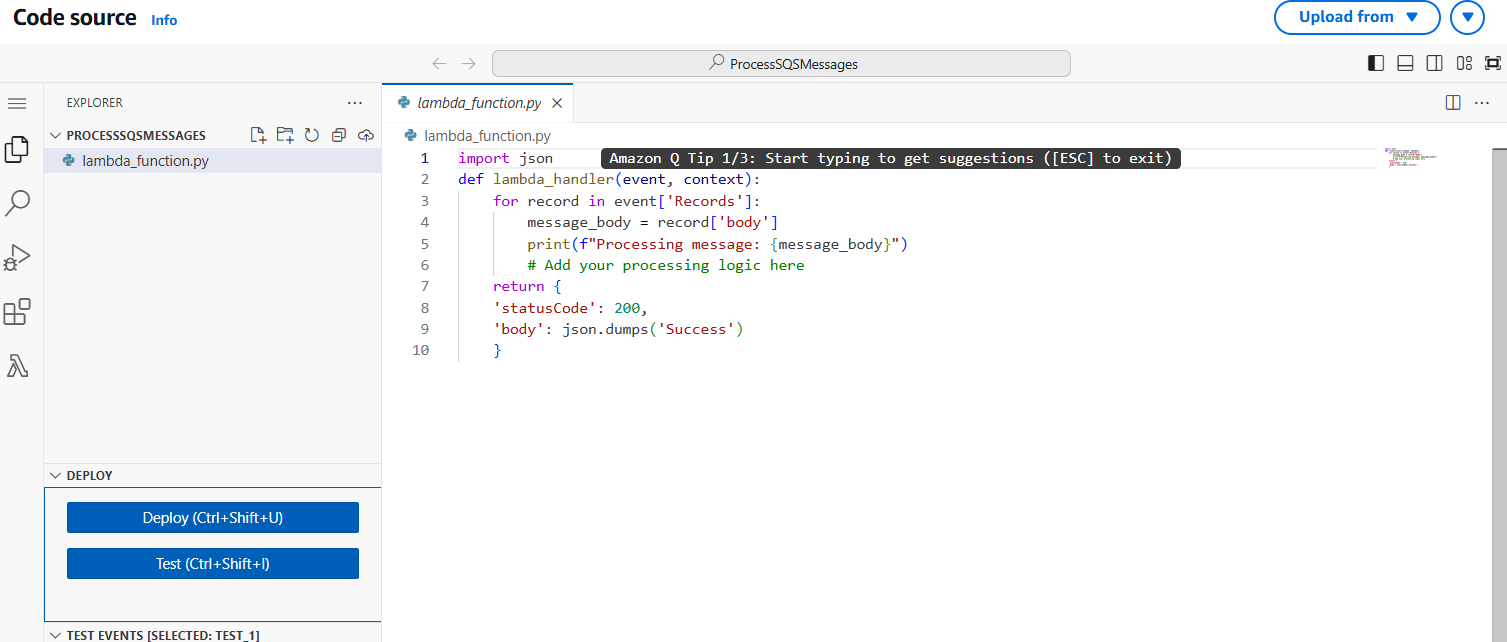 Code source Info
Upload from
ProcessSQSMessages
EXPLORER
PROCESSSQSMESSAGES
lambda_function.py
DEPLOY
Deploy (Ctrl+Shift+U)
Test (Ctrl+Shift+I)
TEST EVENTS [SELECTED: TEST_1]
lambda_function.py
lambda_function.py
1 import json Amazon Q Tip 1/3: Start typing to get suggestions ([ESC] to exit)
2 def lambda_handler(event, context):
3 for record in event['Records']:
4 message_body = record['body']
5 print(f"Processing message: {message_body}")
6 # Add your processing logic here
7 return {
8 'statusCode': 200,
9 'body': json.dumps('Success')
10 }